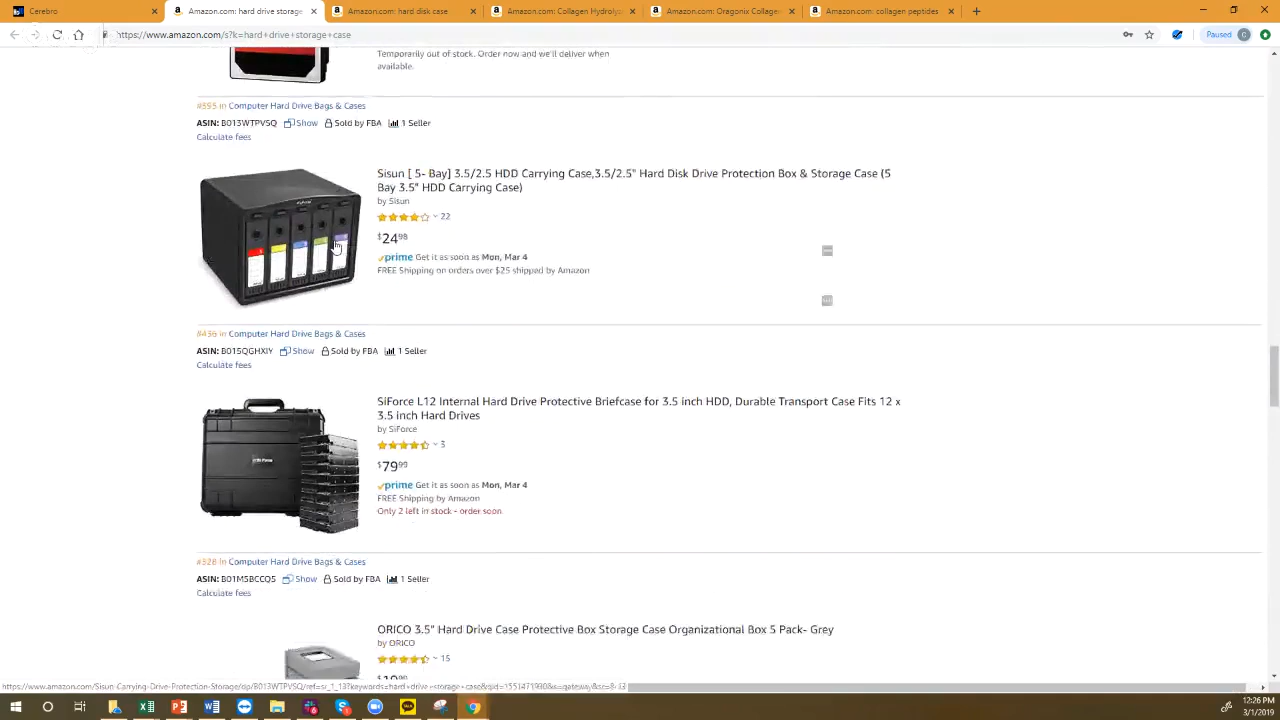 Cerebro
Amazon.com: hard drive storage
Amazon.com: hard disk case
Amazon.com: Collagen Hydroly
Amazon.com: Oragonix Collagen
Amazon.com: collagen peptides
https://www.amazon.com/s?k=hard+drive+storage+case
Paused
Temporarily out of stock. Order now and we'll deliver when
available.
#595 in Computer Hard Drive Bags & Cases
ASIN: B013WTPVSQ Show Sold by FBA 1 Seller
Calculate fees
Sisun [ 5- Bay] 3.5/2.5 HDD Carrying Case,3.5/2.5" Hard Disk Drive Protection Box & Storage Case (5
Bay 3.5" HDD Carrying Case)
by Sisun
22
$2498
prime Get it as soon as Mon, Mar 4
FREE Shipping on orders over $25 shipped by Amazon
#436 in Computer Hard Drive Bags & Cases
ASIN: B015QGHXIY Show Sold by FBA 1 Seller
Calculate fees
SiForce L12 Internal Hard Drive Protective Briefcase for 3.5 inch HDD, Durable Transport Case Fits 12 x
3.5 inch Hard Drives
by SiForce
3
$7999
prime Get it as soon as Mon, Mar 4
FREE Shipping by Amazon
Only 2 left in stock - order soon.
#328 in Computer Hard Drive Bags & Cases
ASIN: B01M5BCCQ5 Show Sold by FBA 1 Seller
Calculate fees
ORICO 3.5" Hard Drive Case Protective Box Storage Case Organizational Box 5 Pack- Grey
by ORICO
15
12:26 PM
3/1/2019